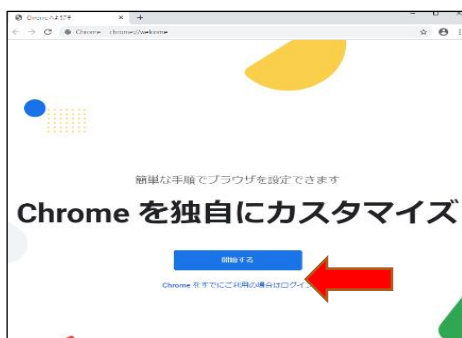 Chrome へようこそ
Chrome chrome://welcome
簡単な手順でブラウザを設定できます
Chrome を独自にカスタマイズ
開始する
Chrome をすでにご利用の場合はログイン